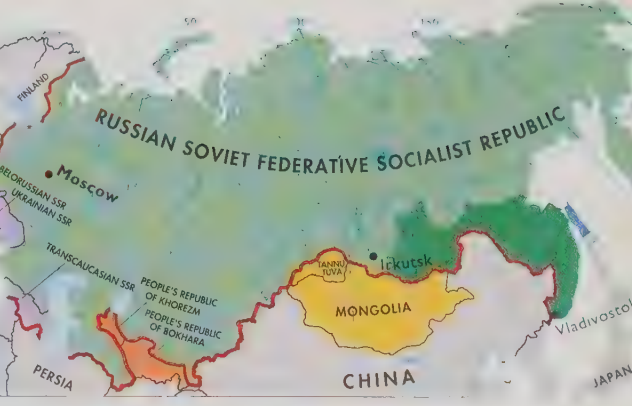 FINLAND
RUSSIAN SOVIET FEDERATIVE SOCIALIST REPUBLIC
Moscow
BELORUSSIAN SSR
UKRAINIAN SSR
Irkutsk
TANNU
TUVA
TRANSCAUCASIAN SSR
PEOPLE'S REPUBLIC
OF KHOREZM
PEOPLE'S REPUBLIC
OF BOKHARA
MONGOLIA
Vladivostok
PERSIA
CHINA
JAPAN